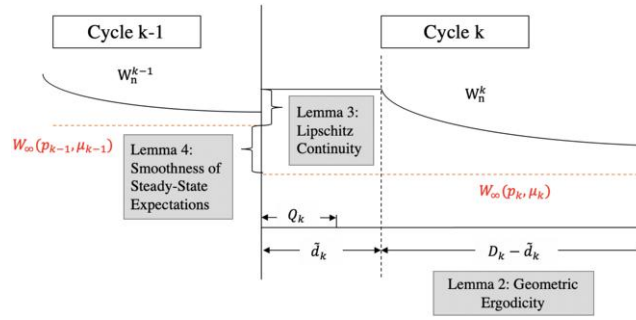 Cycle k-1
Cycle k
W_n^{k-1}
W_n^k
Lemma 3:
Lipschitz
Continuity
W_∞(p_{k-1}, μ_{k-1})
Lemma 4:
Smoothness of
Steady-State
Expectations
W_∞(p_k, μ_k)
Q_k
d̃_k
D_k − d̃_k
Lemma 2: Geometric
Ergodicity